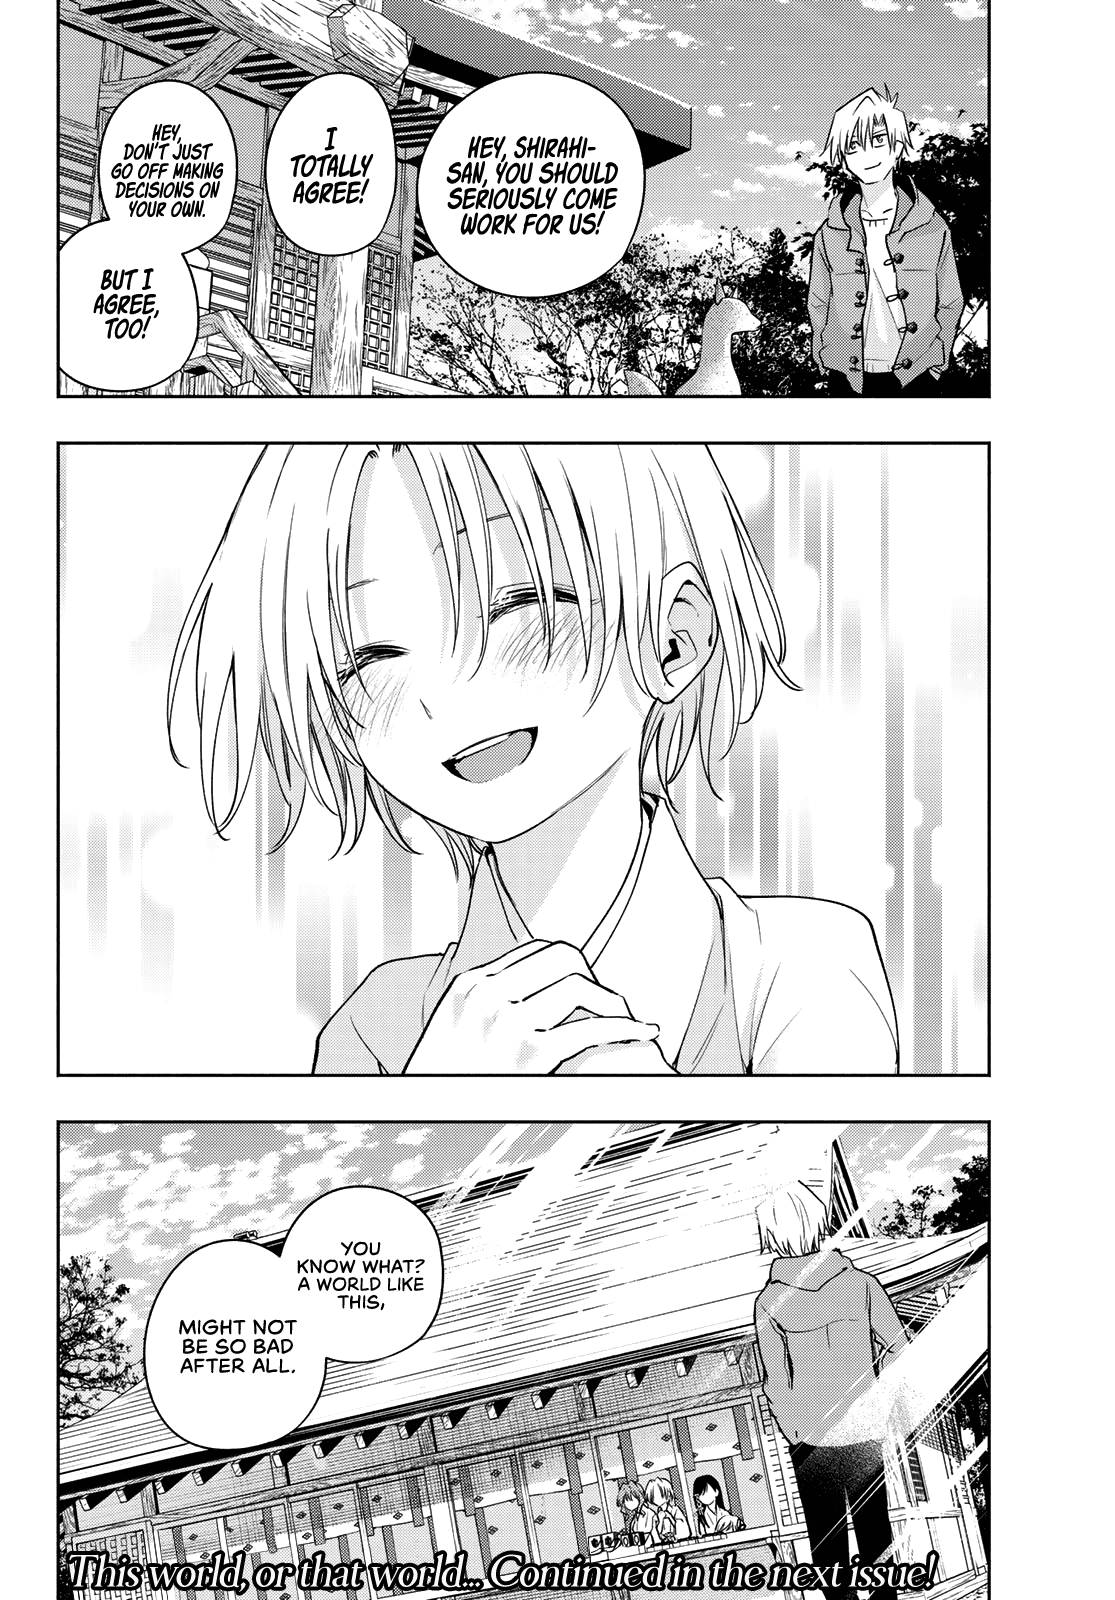 HEY, SHIRAHI-
SAN, YOU SHOULD
SERIOUSLY COME
WORK FOR US!
I
TOTALLY
AGREE!
HEY,
DON'T JUST
GO OFF MAKING
DECISIONS ON
YOUR OWN.
BUT I
AGREE,
TOO!
YOU
KNOW WHAT?
A WORLD LIKE
THIS,
MIGHT NOT
BE SO BAD
AFTER ALL.
This world, or that world... Continued in the next issue!